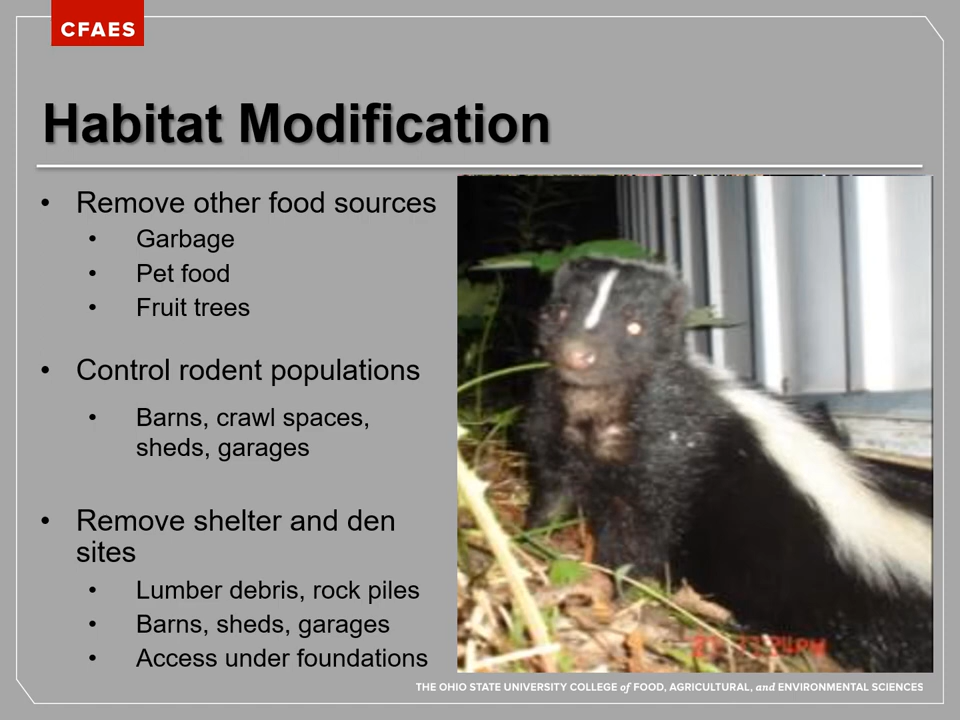 CFAES
Habitat Modification
• Remove other food sources
• Garbage
• Pet food
• Fruit trees
• Control rodent populations
• Barns, crawl spaces,
sheds, garages
• Remove shelter and den
sites
• Lumber debris, rock piles
• Barns, sheds, garages
• Access under foundations
THE OHIO STATE UNIVERSITY COLLEGE of FOOD, AGRICULTURAL, and ENVIRONMENTAL SCIENCES